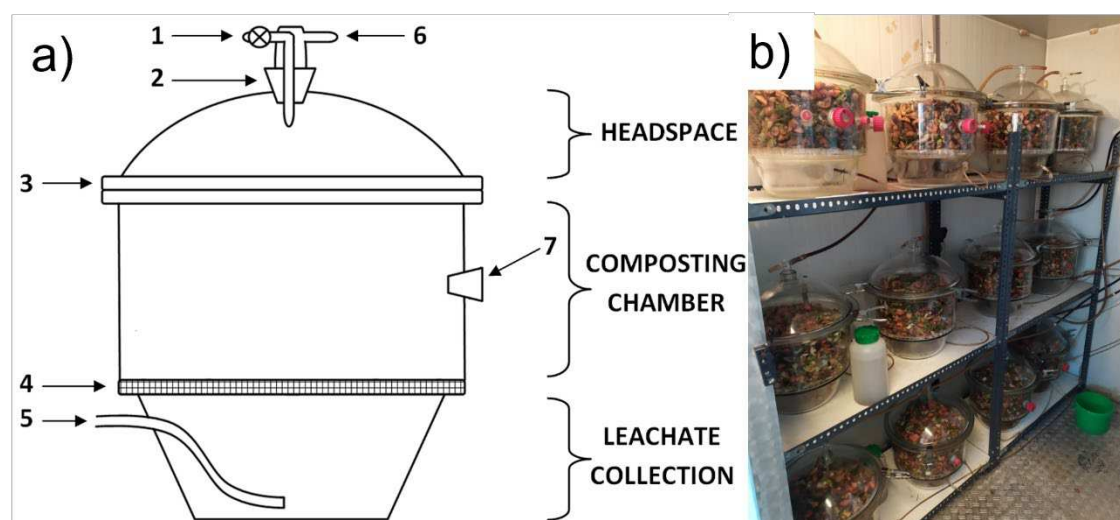 a)
1
6
2
HEADSPACE
3
7
COMPOSTING
CHAMBER
4
5
LEACHATE
COLLECTION
b)